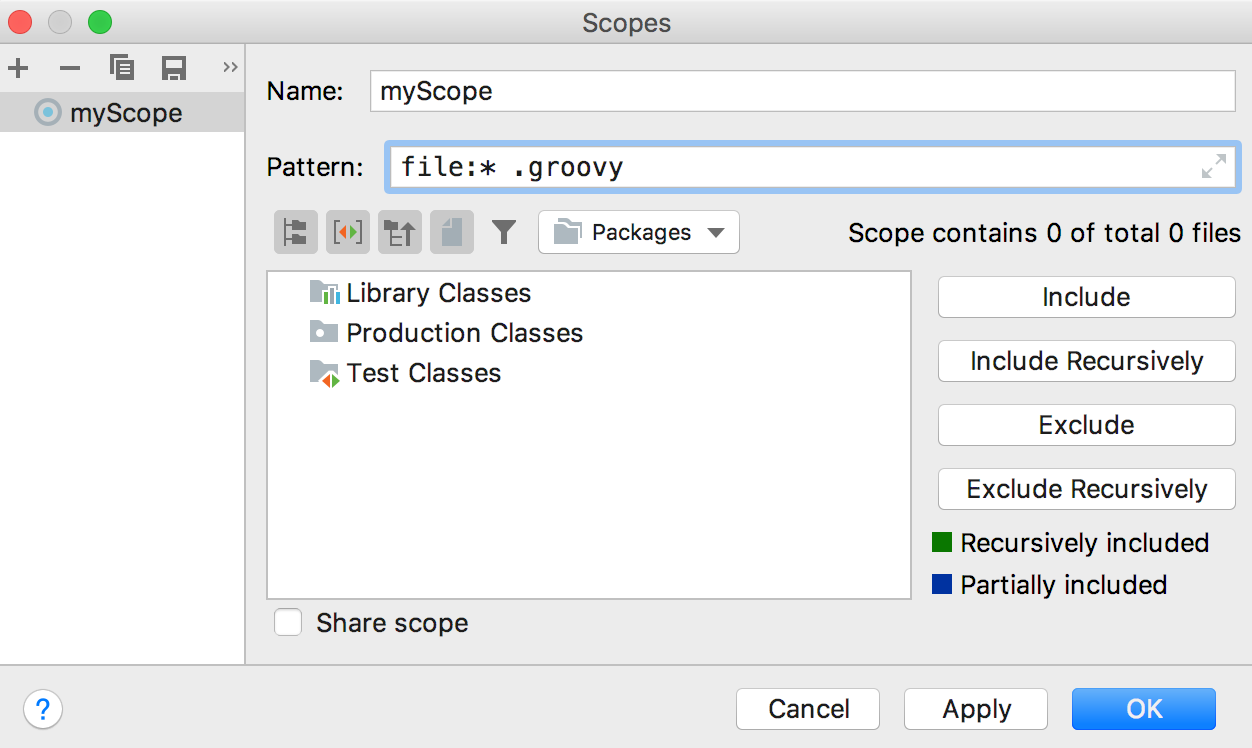 Scopes
myScope
Name: myScope
Pattern: file:* .groovy
Packages
Scope contains 0 of total 0 files
Library Classes
Production Classes
Test Classes
Include
Include Recursively
Exclude
Exclude Recursively
Recursively included
Partially included
Share scope
?
Cancel
Apply
OK